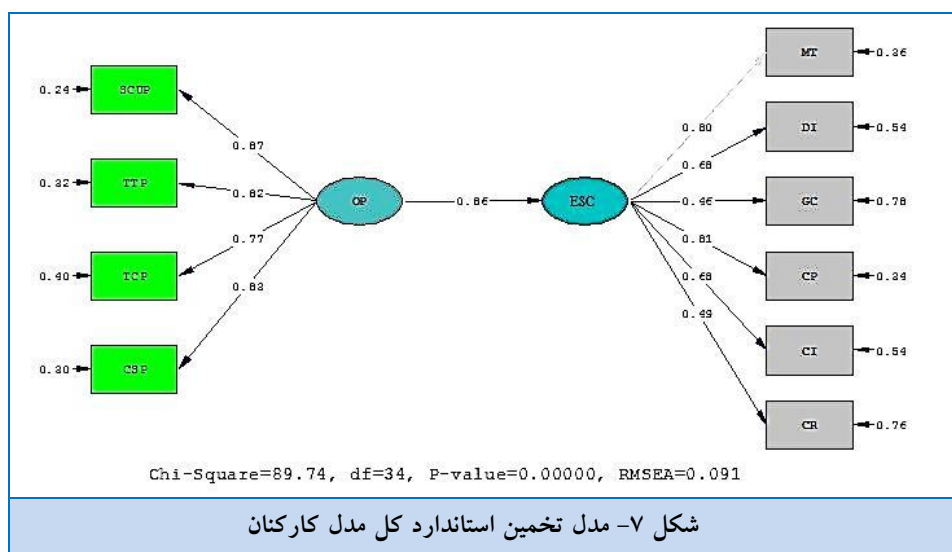 MT
0.36
SCUP
0.24
0.80
DI
0.54
0.87
0.68
TTP
0.32
0.82
OP
0.86
ESC
0.46
GC
0.78
0.77
0.81
TCP
0.40
0.83
0.68
CP
0.34
0.49
CI
0.54
CSP
0.30
CR
0.76
Chi-Square=89.74, df=34, P-value=0.00000, RMSEA=0.091
شکل ۷- مدل تخمین استاندارد کل مدل کارکنان